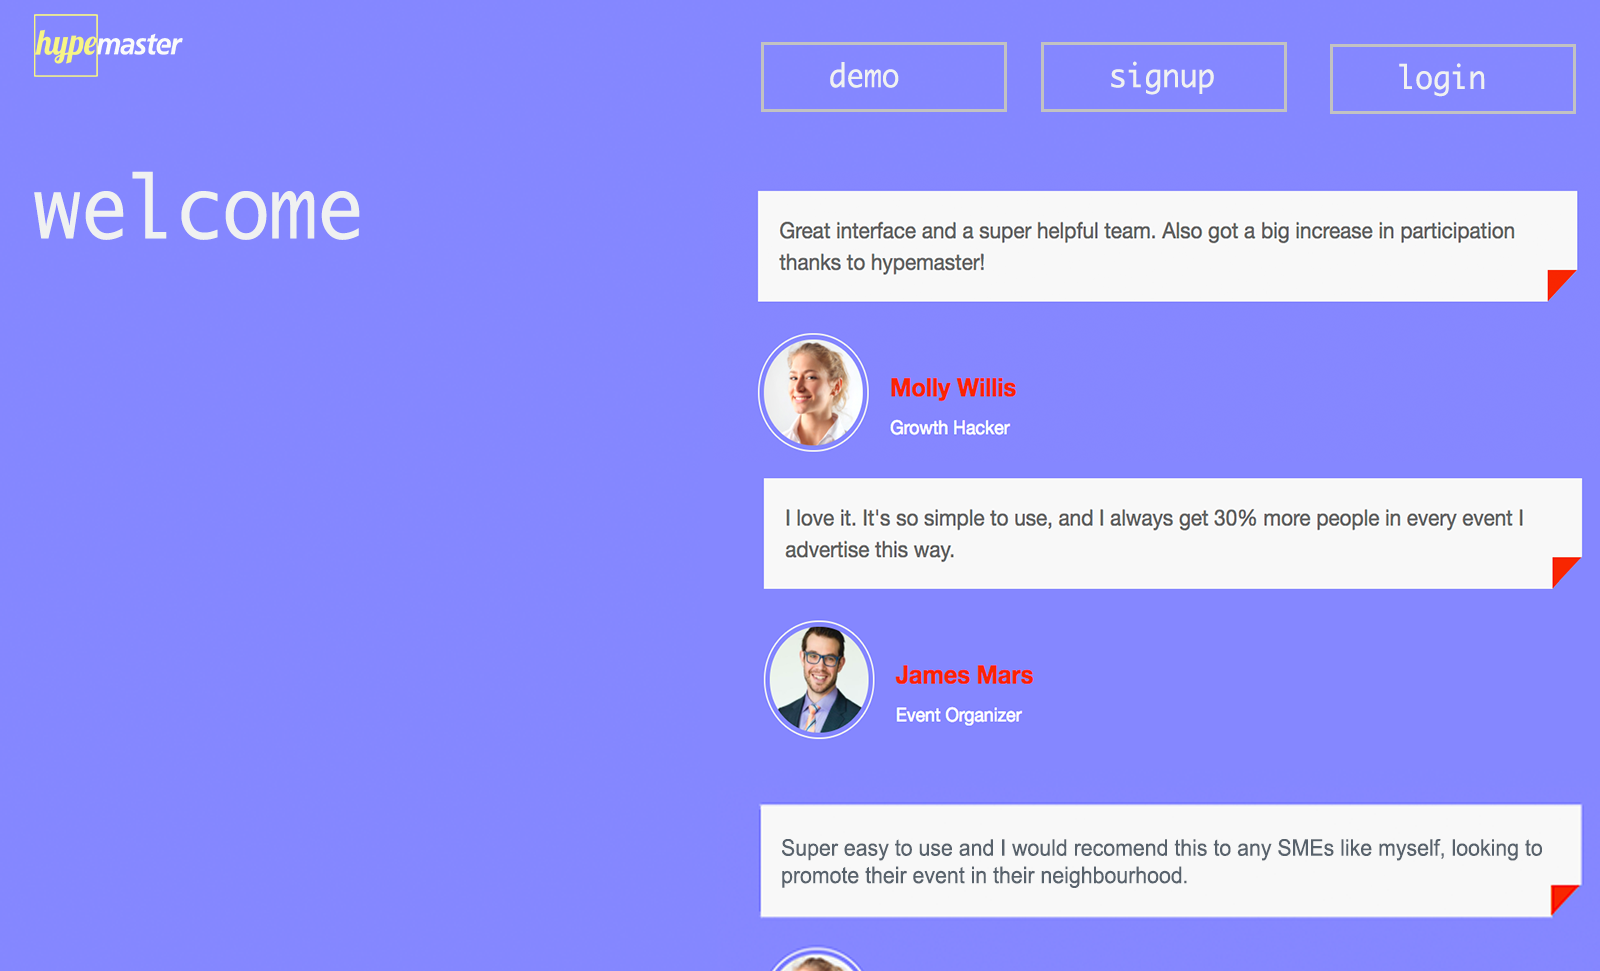 hypemaster
demo
signup
login
welcome
Great interface and a super helpful team. Also got a big increase in participation
thanks to hypemaster!
Molly Willis
Growth Hacker
I love it. It's so simple to use, and I always get 30% more people in every event I
advertise this way.
James Mars
Event Organizer
Super easy to use and I would recomend this to any SMEs like myself, looking to
promote their event in their neighbourhood.